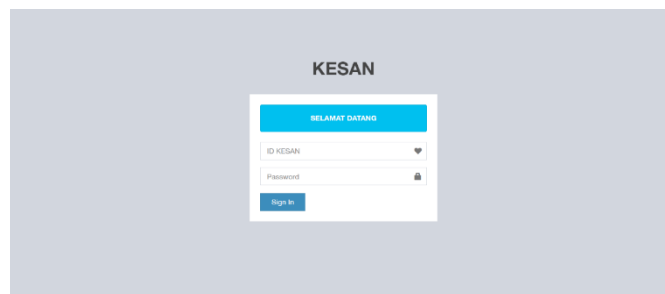 KESAN
SELAMAT DATANG
ID KESAN
Password
Sign In